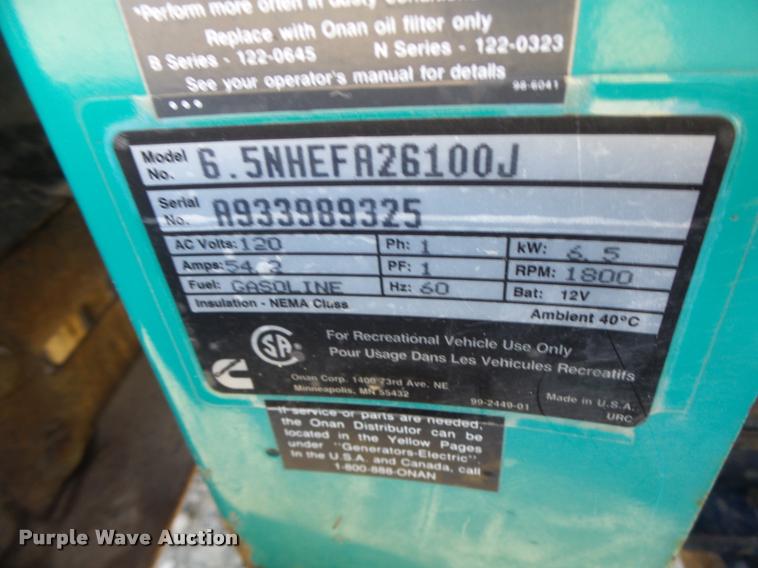 *Perform more often in dusty conditions
Replace with Onan oil filter only
B Series - 122-0645 N Series - 122-0323
See your operator's manual for details
98-6041
Model No. 6.5NHEFA26100J
Serial No. A933989325
AC Volts: 120 Ph: 1 kW: 6.5
Amps: 54.2 PF: 1 RPM: 1800
Fuel: GASOLINE Hz: 60 Bat: 12V
Insulation - NEMA Class Ambient 40°C
For Recreational Vehicle Use Only
Pour Usage Dans Les Vehicules Recreatifs
Onan Corp. 1400 73rd Ave. NE
Minneapolis, MN 55432
99-2449-01
Made in U.S.A.
URC
If service or parts are needed,
the Onan Distributor can be
located in the Yellow Pages
under "Generators-Electric"
In the U.S.A. and Canada, call
1-800-888-ONAN
Purple Wave Auction